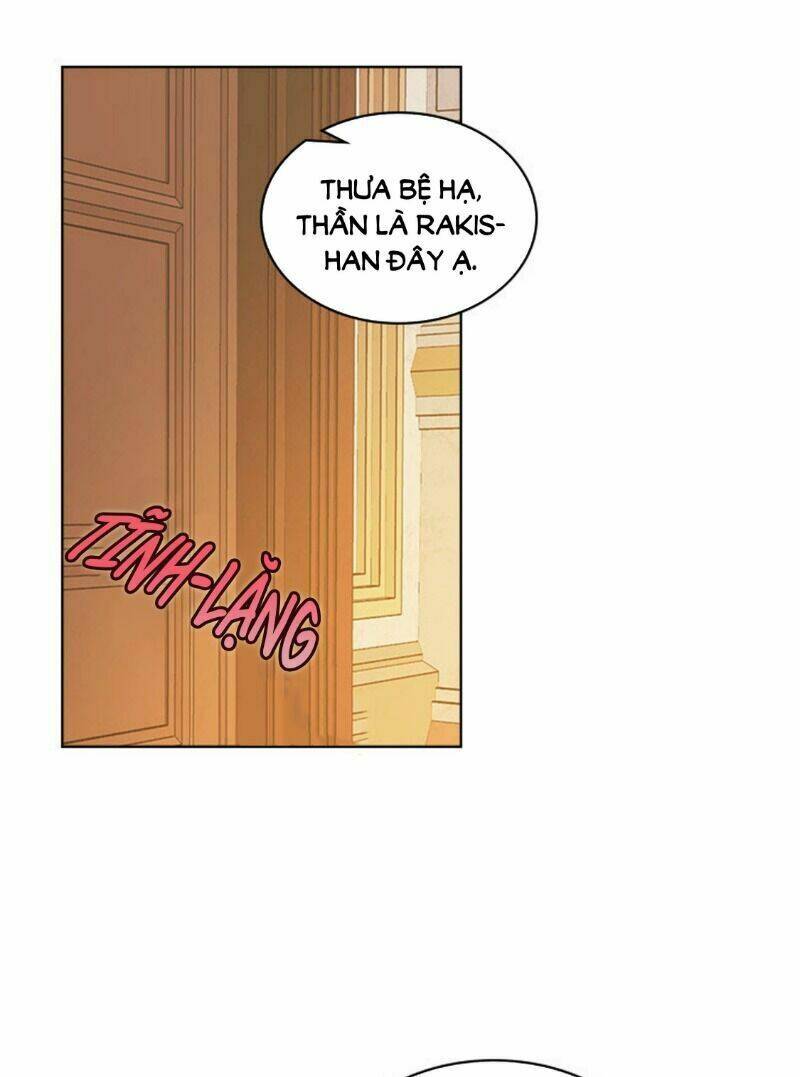 THƯA BỆ HẠ,
THẦN LÀ RAKIS-
HAN ĐÂY Ạ.
TĨNH-LẶNG